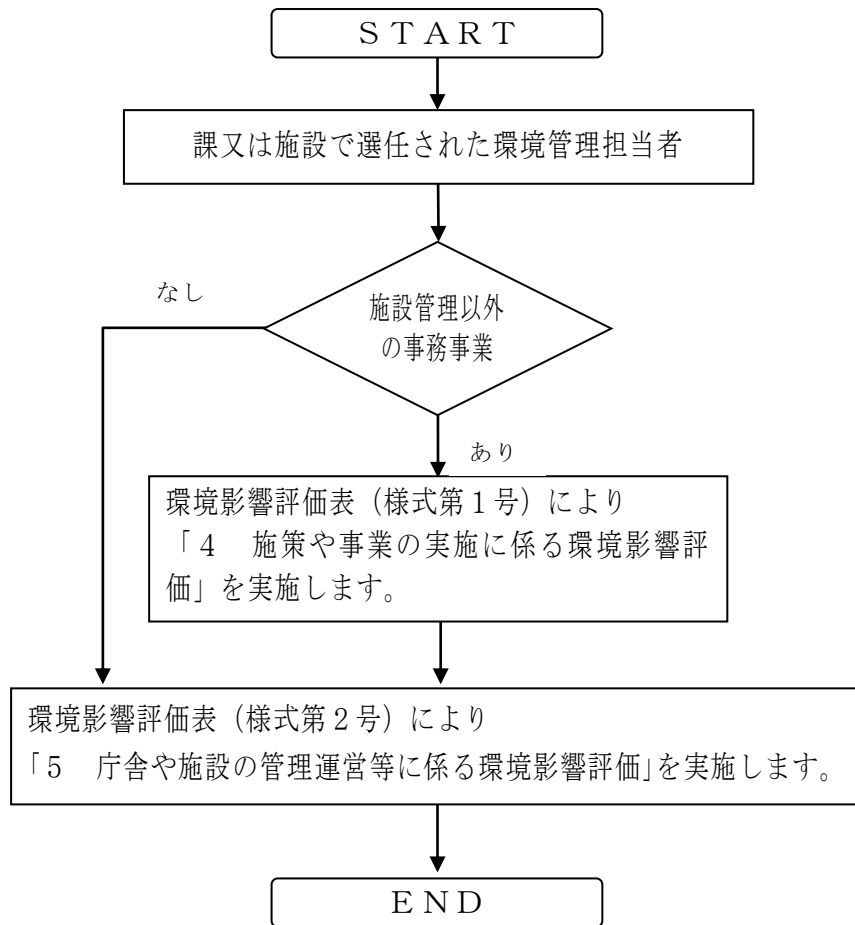 ＳＴＡＲＴ
課又は施設で選任された環境管理担当者
なし
施設管理以外
の事務事業
あり
環境影響評価表（様式第１号）により
「４　施策や事業の実施に係る環境影響評
価」を実施します。
環境影響評価表（様式第２号）により
「５　庁舎や施設の管理運営等に係る環境影響評価」を実施します。
ＥＮＤ